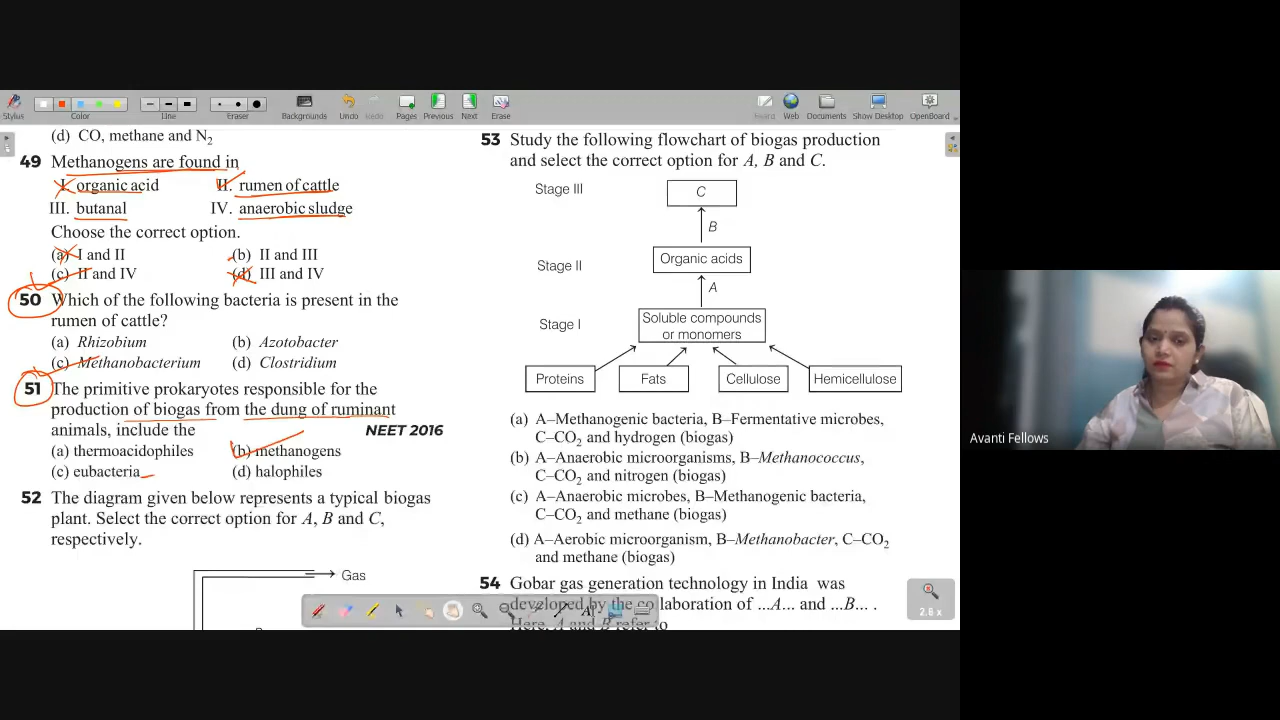 Stylus
Color
Line
Eraser
Backgrounds
Undo
Redo
Pages
Previous
Next
Erase
Board
Web
Documents
Show Desktop
OpenBoard
(d) CO, methane and N₂
49 Methanogens are found in
I. organic acid II. rumen of cattle
III. butanal IV. anaerobic sludge
Choose the correct option.
(a) I and II (b) II and III
(c) II and IV (d) III and IV
50 Which of the following bacteria is present in the
rumen of cattle?
(a) Rhizobium (b) Azotobacter
(c) Methanobacterium (d) Clostridium
51 The primitive prokaryotes responsible for the
production of biogas from the dung of ruminant
animals, include the NEET 2016
(a) thermoacidophiles (b) methanogens
(c) eubacteria (d) halophiles
52 The diagram given below represents a typical biogas
plant. Select the correct option for A, B and C,
respectively.
Gas
53 Study the following flowchart of biogas production
and select the correct option for A, B and C.
Stage III C
B
Stage II Organic acids
A
Stage I Soluble compounds
or monomers
Proteins Fats Cellulose Hemicellulose
(a) A–Methanogenic bacteria, B–Fermentative microbes,
C–CO₂ and hydrogen (biogas)
(b) A–Anaerobic microorganisms, B–Methanococcus,
C–CO₂ and nitrogen (biogas)
(c) A–Anaerobic microbes, B–Methanogenic bacteria,
C–CO₂ and methane (biogas)
(d) A–Aerobic microorganism, B–Methanobacter, C–CO₂
and methane (biogas)
54 Gobar gas generation technology in India was
developed by the collaboration of ...A... and ...B... .
Here, A and B refer to
2.8 x
Avanti Fellows